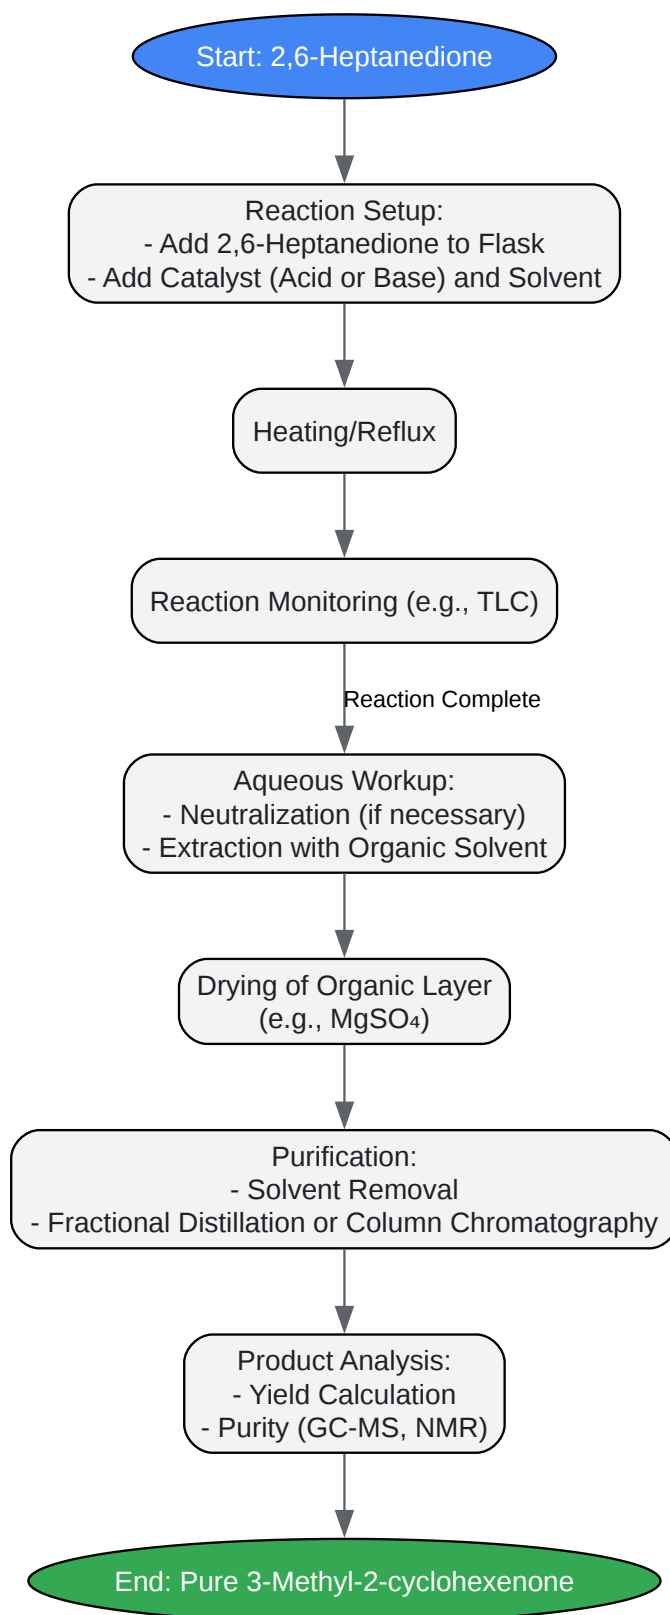 Start: 2,6-Heptanedione
Reaction Setup:
- Add 2,6-Heptanedione to Flask
- Add Catalyst (Acid or Base) and Solvent
Heating/Reflux
Reaction Monitoring (e.g., TLC)
Reaction Complete
Aqueous Workup:
- Neutralization (if necessary)
- Extraction with Organic Solvent
Drying of Organic Layer
(e.g., MgSO₄)
Purification:
- Solvent Removal
- Fractional Distillation or Column Chromatography
Product Analysis:
- Yield Calculation
- Purity (GC-MS, NMR)
End: Pure 3-Methyl-2-cyclohexenone